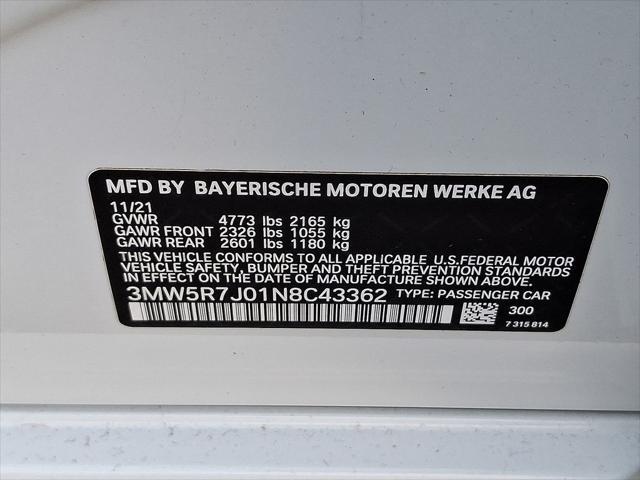 MFD BY BAYERISCHE MOTOREN WERKE AG
11/21
GVWR 4773 lbs 2165 kg
GAWR FRONT 2326 lbs 1055 kg
GAWR REAR 2601 lbs 1180 kg
THIS VEHICLE CONFORMS TO ALL APPLICABLE U.S.FEDERAL MOTOR
VEHICLE SAFETY, BUMPER AND THEFT PREVENTION STANDARDS
IN EFFECT ON THE DATE OF MANUFACTURE SHOWN ABOVE.
3MW5R7J01N8C43362 TYPE: PASSENGER CAR
300
7 315 814